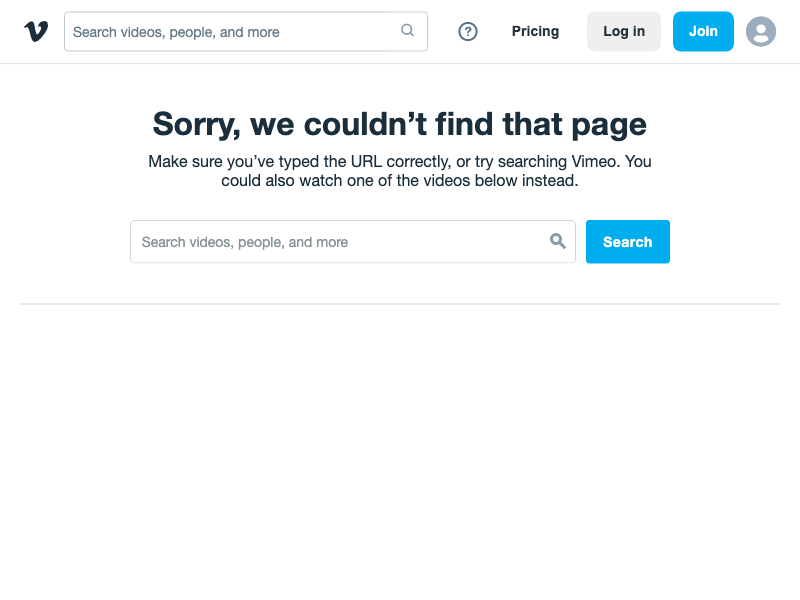 Search videos, people, and more
?
Pricing
Log in
Join
Sorry, we couldn’t find that page
Make sure you’ve typed the URL correctly, or try searching Vimeo. You
could also watch one of the videos below instead.
Search videos, people, and more
Search